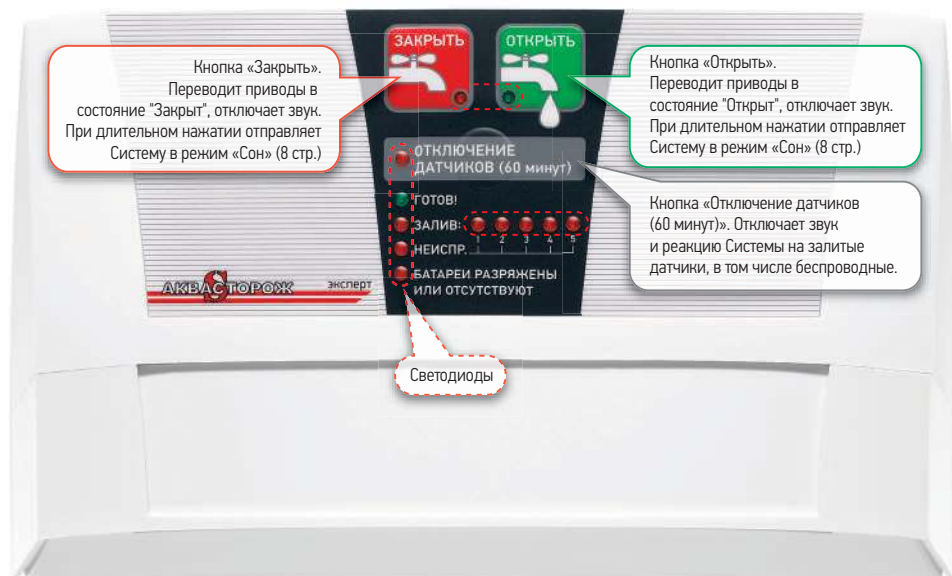 ЗАКРЫТЬ
ОТКРЫТЬ
Кнопка «Закрыть».
Переводит приводы в
состояние "Закрыт", отключает звук.
При длительном нажатии отправляет
Систему в режим «Сон» (8 стр.)
Кнопка «Открыть».
Переводит приводы в
состояние "Открыт", отключает звук.
При длительном нажатии отправляет
Систему в режим «Сон» (8 стр.)
ОТКЛЮЧЕНИЕ
ДАТЧИКОВ (60 минут)
Кнопка «Отключение датчиков
(60 минут)». Отключает звук
и реакцию Системы на залитые
датчики, в том числе беспроводные.
ГОТОВ!
ЗАЛИВ:
НЕИСПР.
1 2 3 4 5
БАТАРЕИ РАЗРЯЖЕНЫ
ИЛИ ОТСУТСТВУЮТ
АКВАСТОРОЖ
эксперт
Светодиоды